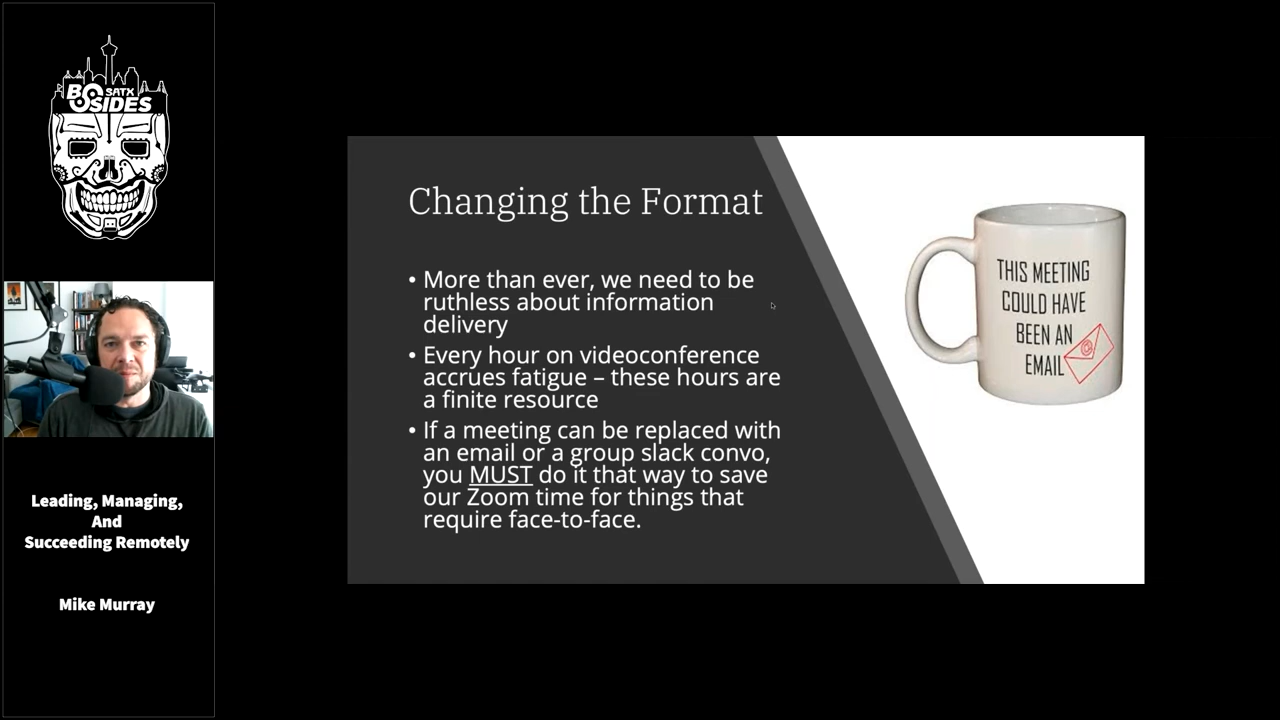 BSIDES
SATX
Leading, Managing,
And
Succeeding Remotely
Mike Murray
Changing the Format
• More than ever, we need to be
ruthless about information
delivery
• Every hour on videoconference
accrues fatigue – these hours are
a finite resource
• If a meeting can be replaced with
an email or a group slack convo,
you MUST do it that way to save
our Zoom time for things that
require face-to-face.
THIS MEETING
COULD HAVE
BEEN AN
EMAIL
@